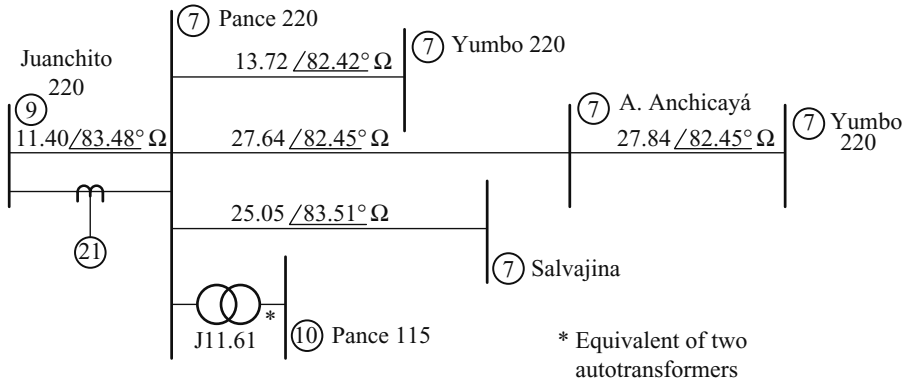 7 Pance 220
Juanchito
220
9
13.72 /82.42° Ω
7 Yumbo 220
11.40/83.48° Ω
27.64 /82.45° Ω
7 A. Anchicayá
27.84 /82.45° Ω
7 Yumbo
220
21
25.05 /83.51° Ω
7 Salvajina
J11.61
*
10 Pance 115
* Equivalent of two
autotransformers